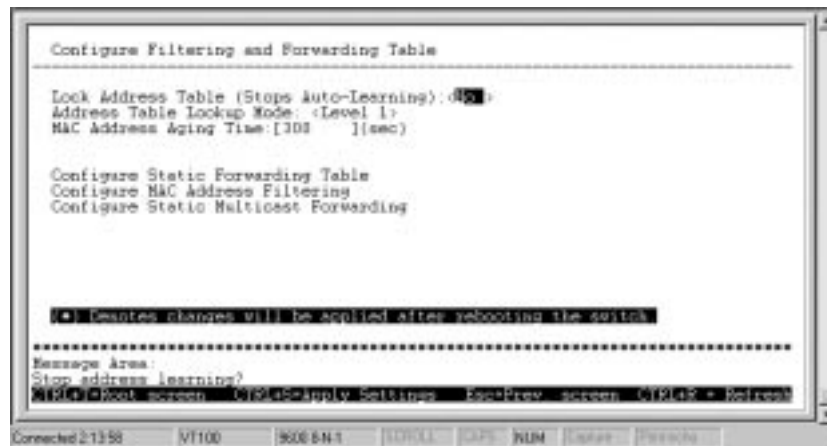 Configure Filtering and Forwarding Table
Lock Address Table (Stops Auto-Learning):<No >
Address Table Lookup Mode: <Level 1>
MAC Address Aging Time:[300 ](sec)
Configure Static Forwarding Table
Configure MAC Address Filtering
Configure Static Multicast Forwarding
(*) Denotes changes will be applied after rebooting the switch.
Message Area:
Stop address learning?
CTRL+T=Root screen CTRL+S=Apply Settings Esc=Prev screen CTRL+R = Refresh
Connected 2:13:58 VT100 9600 8-N-1 SCROLL CAPS NUM Capture